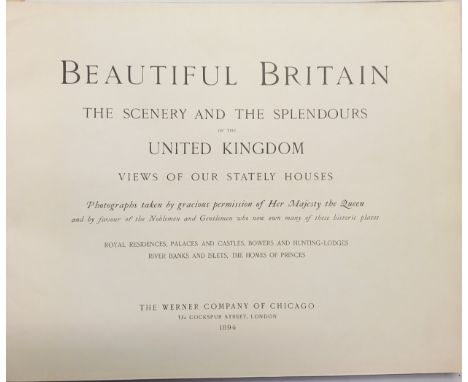 BEAUTIFUL BRITAIN
THE SCENERY AND THE SPLENDOURS
OF THE
UNITED KINGDOM
VIEWS OF OUR STATELY HOUSES
Photographs taken by gracious permission of Her Majesty the Queen
and by favour of the Noblemen and Gentlemen who now own many of these historic places
ROYAL RESIDENCES, PALACES AND CASTLES, BOWERS AND HUNTING-LODGES
RIVER BANKS AND ISLETS, THE HOMES OF PRINCES
THE WERNER COMPANY OF CHICAGO
COCKSPUR STREET, LONDON
1894